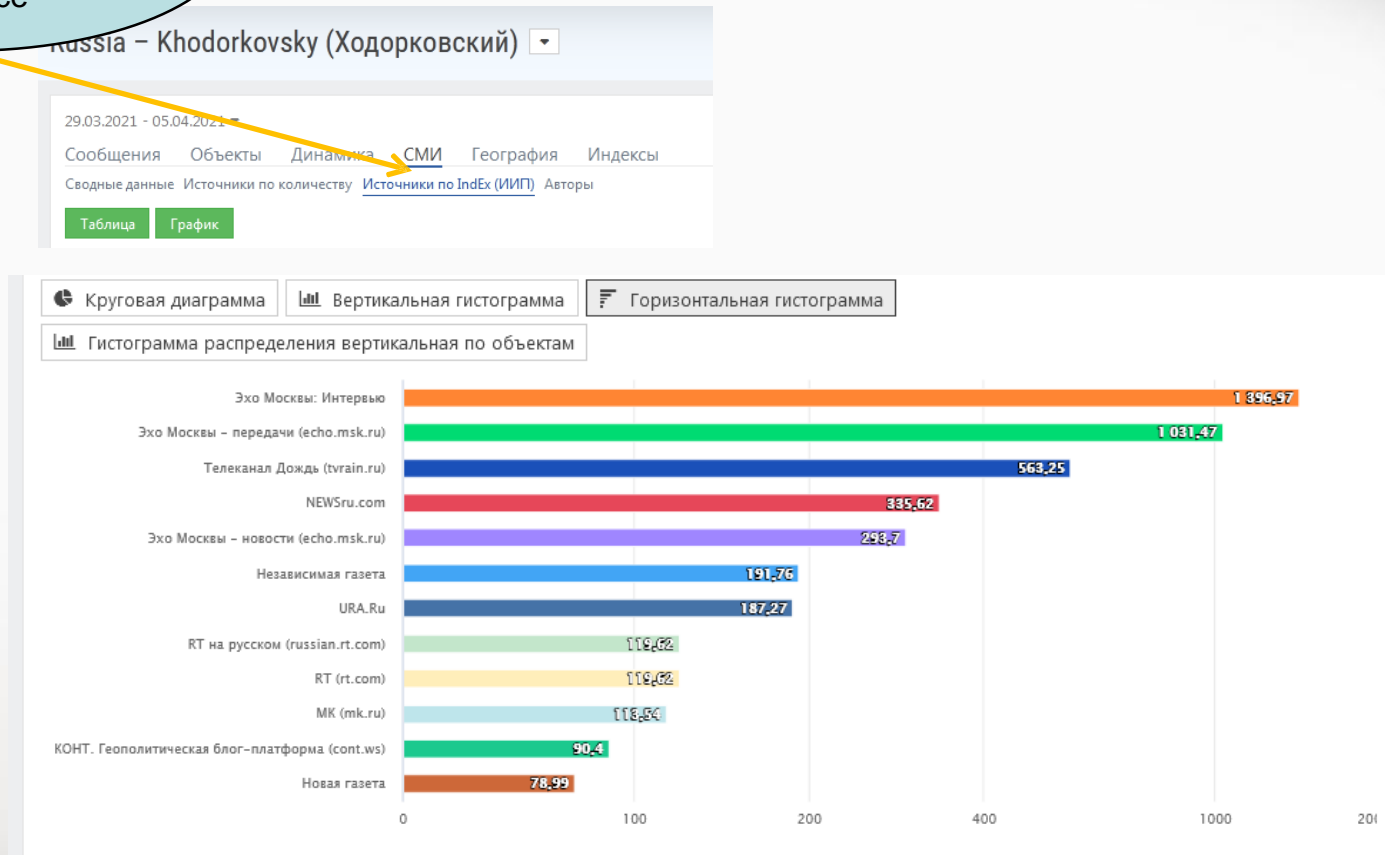 Russia – Khodorkovsky (Ходорковский)
29.03.2021 - 05.04.2021
Сообщения Объекты Динамика СМИ География Индексы
Сводные данные Источники по количеству Источники по IndEx (ИИП) Авторы
Таблица График
Круговая диаграмма Вертикальная гистограмма Горизонтальная гистограмма
Гистограмма распределения вертикальная по объектам
Эхо Москвы: Интервью 1 396,97
Эхо Москвы – передачи (echo.msk.ru) 1 031,47
Телеканал Дождь (tvrain.ru) 563,25
NEWSru.com 335,62
Эхо Москвы – новости (echo.msk.ru) 293,7
Независимая газета 191,76
URA.Ru 187,27
RT на русском (russian.rt.com) 119,62
RT (rt.com) 119,62
МК (mk.ru) 113,54
КОНТ. Геополитическая блог-платформа (cont.ws) 90,4
Новая газета 78,99
0 100 200 400 1000